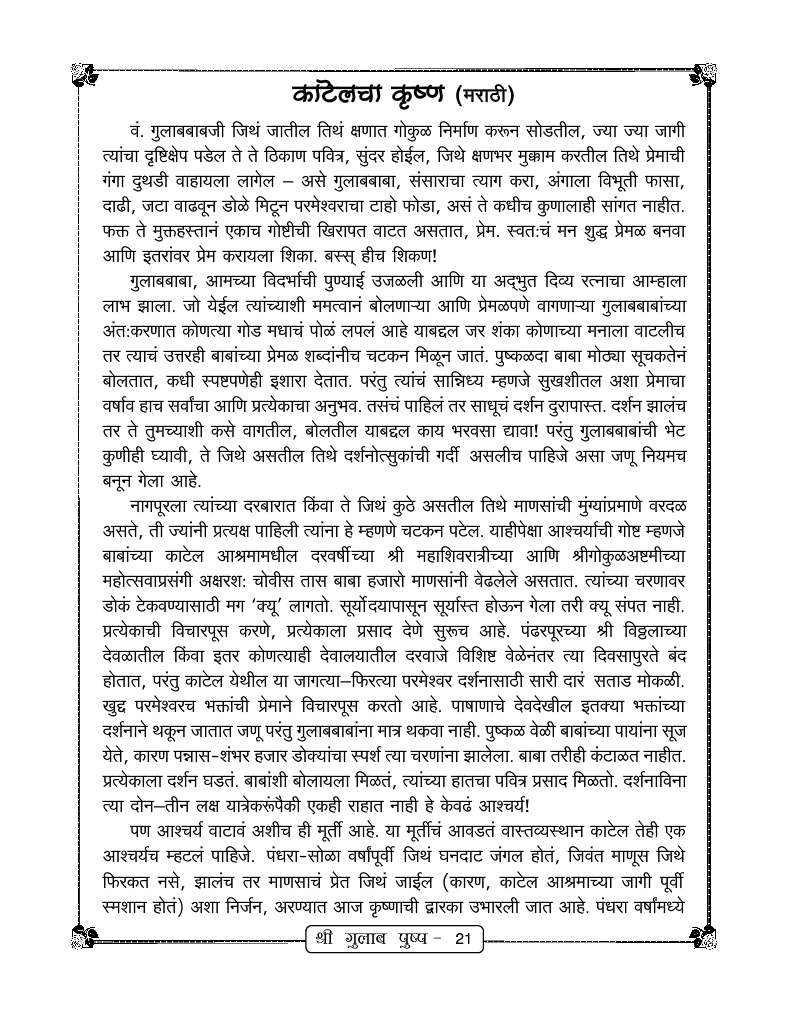 कांटेलचा कृष्ण (मराठी)
वं. गुलाबबाबजी जिथं जातील तिथं क्षणात गोकुळ निर्माण करून सोडतील, ज्या ज्या जागी
त्यांचा दृष्टिक्षेप पडेल ते ते ठिकाण पवित्र, सुंदर होईल, जिथे क्षणभर मुक्काम करतील तिथे प्रेमाची
गंगा दुथडी वाहायला लागेल – असे गुलाबबाबा, संसाराचा त्याग करा, अंगाला विभूती फासा,
दाढी, जटा वाढवून डोळे मिटून परमेश्वराचा टाहो फोडा, असं ते कधीच कुणालाही सांगत नाहीत.
फक्त ते मुक्तहस्तानं एकाच गोष्टीची खिरापत वाटत असतात, प्रेम. स्वत:चं मन शुद्ध प्रेमळ बनवा
आणि इतरांवर प्रेम करायला शिका. बस्स् हीच शिकण!
गुलाबबाबा, आमच्या विदर्भाची पुण्याई उजळली आणि या अद्‌भुत दिव्य रत्नाचा आम्हाला
लाभ झाला. जो येईल त्यांच्याशी ममत्वानं बोलणाऱ्या आणि प्रेमळपणे वागणाऱ्या गुलाबबाबांच्या
अंत:करणात कोणत्या गोड मधाचं पोळं लपलं आहे याबद्दल जर शंका कोणाच्या मनाला वाटलीच
तर त्याचं उत्तरही बाबांच्या प्रेमळ शब्दांनीच चटकन मिळून जातं. पुष्कळदा बाबा मोठ्या सूचकतेनं
बोलतात, कधी स्पष्टपणेही इशारा देतात. परंतु त्यांचं सान्निध्य म्हणजे सुखशीतल अशा प्रेमाचा
वर्षाव हाच सर्वांचा आणि प्रत्येकाचा अनुभव. तसंचं पाहिलं तर साधूचं दर्शन दुरापास्त. दर्शन झालंच
तर ते तुमच्याशी कसे वागतील, बोलतील याबद्दल काय भरवसा द्यावा! परंतु गुलाबबाबांची भेट
कुणीही घ्यावी, ते जिथे असतील तिथे दर्शनोत्सुकांची गर्दी असलीच पाहिजे असा जणू नियमच
बनून गेला आहे.
नागपूरला त्यांच्या दरबारात किंवा ते जिथं कुठे असतील तिथे माणसांची मुंग्यांप्रमाणे वरदळ
असते, ती ज्यांनी प्रत्यक्ष पाहिली त्यांना हे म्हणणे चटकन पटेल. याहीपेक्षा आश्चर्याची गोष्ट म्हणजे
बाबांच्या काटेल आश्रमामधील दरवर्षीच्या श्री महाशिवरात्रीच्या आणि श्रीगोकुळअष्टमीच्या
महोत्सवाप्रसंगी अक्षरश: चोवीस तास बाबा हजारो माणसांनी वेढलेले असतात. त्यांच्या चरणावर
डोकं टेकवण्यासाठी मग ‘क्यू’ लागतो. सूर्योदयापासून सूर्यास्त होऊन गेला तरी क्यू संपत नाही.
प्रत्येकाची विचारपूस करणे, प्रत्येकाला प्रसाद देणे सुरूच आहे. पंढरपूरच्या श्री विठ्ठलाच्या
देवळातील किंवा इतर कोणत्याही देवालयातील दरवाजे विशिष्ट वेळेनंतर त्या दिवसापुरते बंद
होतात, परंतु काटेल येथील या जागत्या–फिरत्या परमेश्वर दर्शनासाठी सारी दारं सताड मोकळी.
खुद्द परमेश्वरच भक्तांची प्रेमाने विचारपूस करतो आहे. पाषाणाचे देवदेखील इतक्या भक्तांच्या
दर्शनाने थकून जातात जणू परंतु गुलाबबाबांना मात्र थकवा नाही. पुष्कळ वेळी बाबांच्या पायांना सूज
येते, कारण पन्नास-शंभर हजार डोक्यांचा स्पर्श त्या चरणांना झालेला. बाबा तरीही कंटाळत नाहीत.
प्रत्येकाला दर्शन घडतं. बाबांशी बोलायला मिळतं, त्यांच्या हातचा पवित्र प्रसाद मिळतो. दर्शनाविना
त्या दोन–तीन लक्ष यात्रेकरूंपैकी एकही राहात नाही हे केवढं आश्चर्य!
पण आश्चर्य वाटावं अशीच ही मूर्ती आहे. या मूर्तीचं आवडतं वास्तव्यस्थान काटेल तेही एक
आश्चर्यच म्हटलं पाहिजे. पंधरा-सोळा वर्षांपूर्वी जिथं घनदाट जंगल होतं, जिवंत माणूस जिथे
फिरकत नसे, झालंच तर माणसाचं प्रेत जिथं जाईल (कारण, काटेल आश्रमाच्या जागी पूर्वी
स्मशान होतं) अशा निर्जन, अरण्यात आज कृष्णाची द्वारका उभारली जात आहे. पंधरा वर्षांमध्ये
श्री गुलाब पुष्प - 21